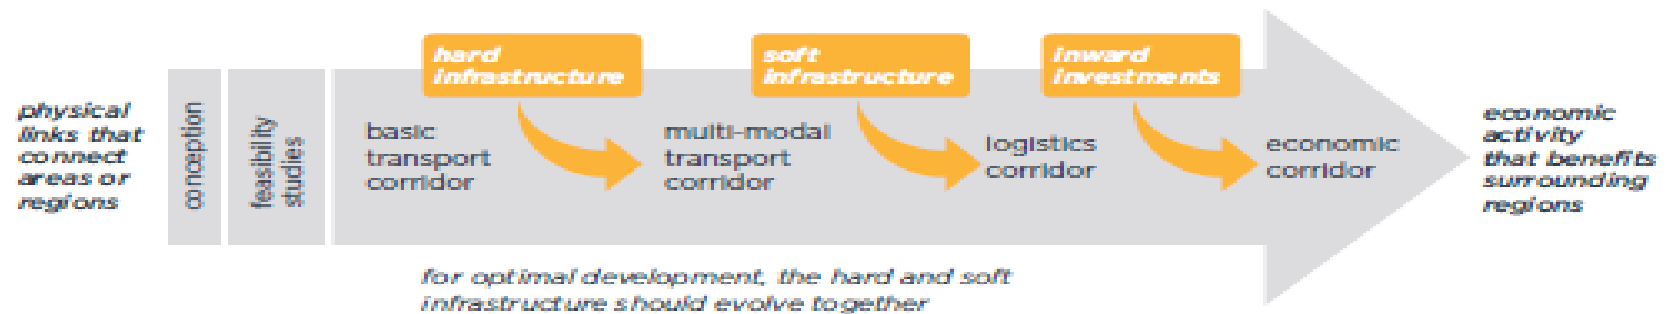 physical
links that
connect
areas or
regions
conception
feasibility
studies
hard
infrastructure
basic
transport
corridor
soft
infrastructure
multi-modal
transport
corridor
inward
investments
logistics
corridor
economic
corridor
economic
activity
that benefits
surrounding
regions
for optimal development, the hard and soft
infrastructure should evolve together